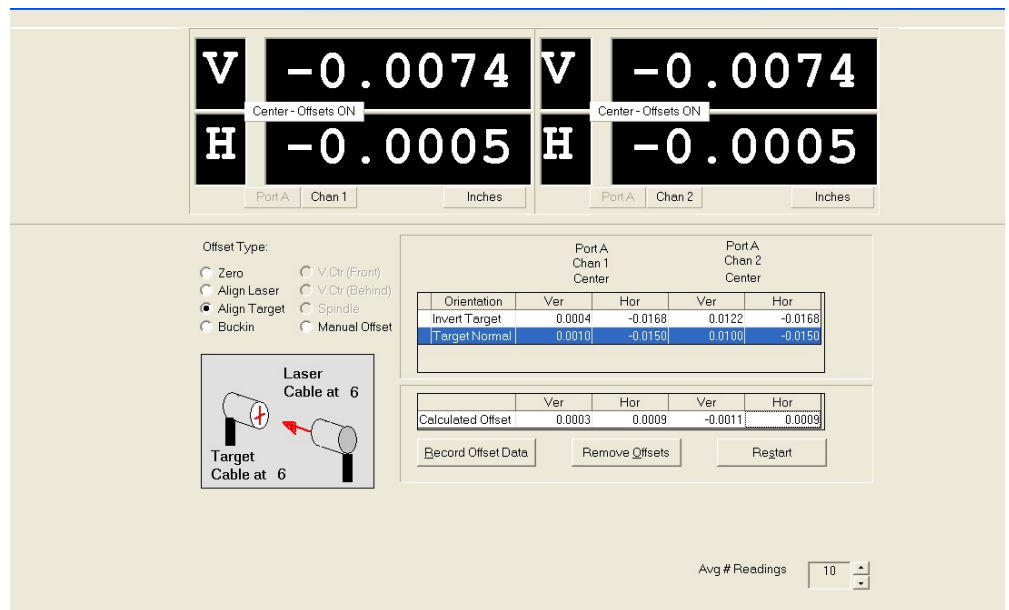 V -0.0074 V -0.0074
Center - Offsets ON Center - Offsets ON
H -0.0005 H -0.0005
Port A Chan 1 Inches Port A Chan 2 Inches
Offset Type:
Zero V.Ctr (Front)
Align Laser V.Ctr (Behind)
Align Target Spindle
Buckin Manual Offset
Port A Port A
Chan 1 Chan 2
Center Center
Orientation Ver Hor Ver Hor
Invert Target 0.0004 -0.0168 0.0122 -0.0168
Target Normal 0.0010 -0.0150 0.0100 -0.0150
Laser
Cable at 6
Target
Cable at 6
Ver Hor Ver Hor
Calculated Offset 0.0003 0.0009 -0.0011 0.0009
Record Offset Data Remove Offsets Restart
Avg # Readings 10